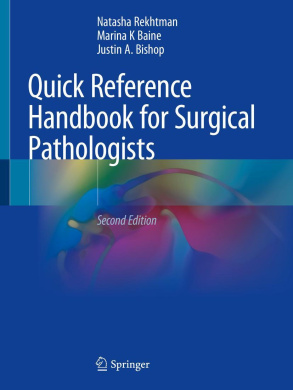 Natasha Rekhtman
Marina K Baine
Justin A. Bishop
Quick Reference
Handbook for Surgical
Pathologists
Second Edition
Springer